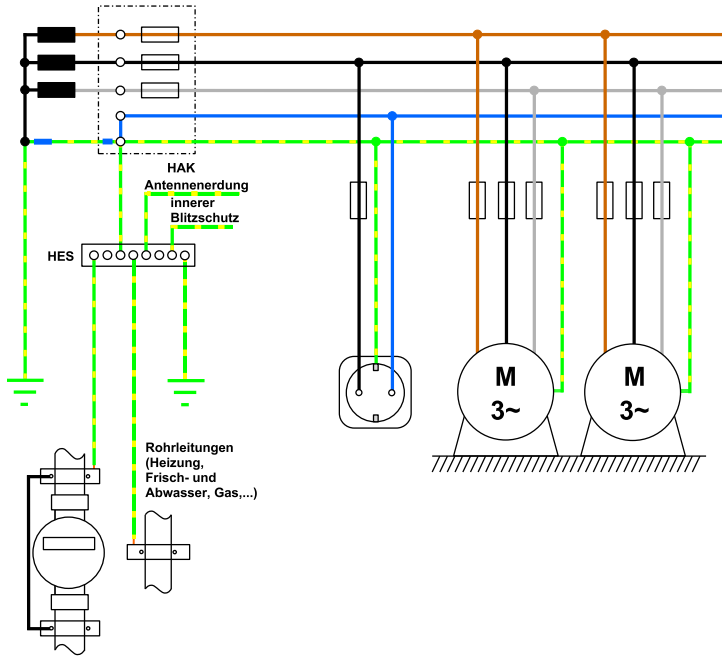 HAK
Antennenerdung
innerer
Blitzschutz
HES
M
3~
M
3~
Rohrleitungen
(Heizung,
Frisch- und
Abwasser, Gas,...)